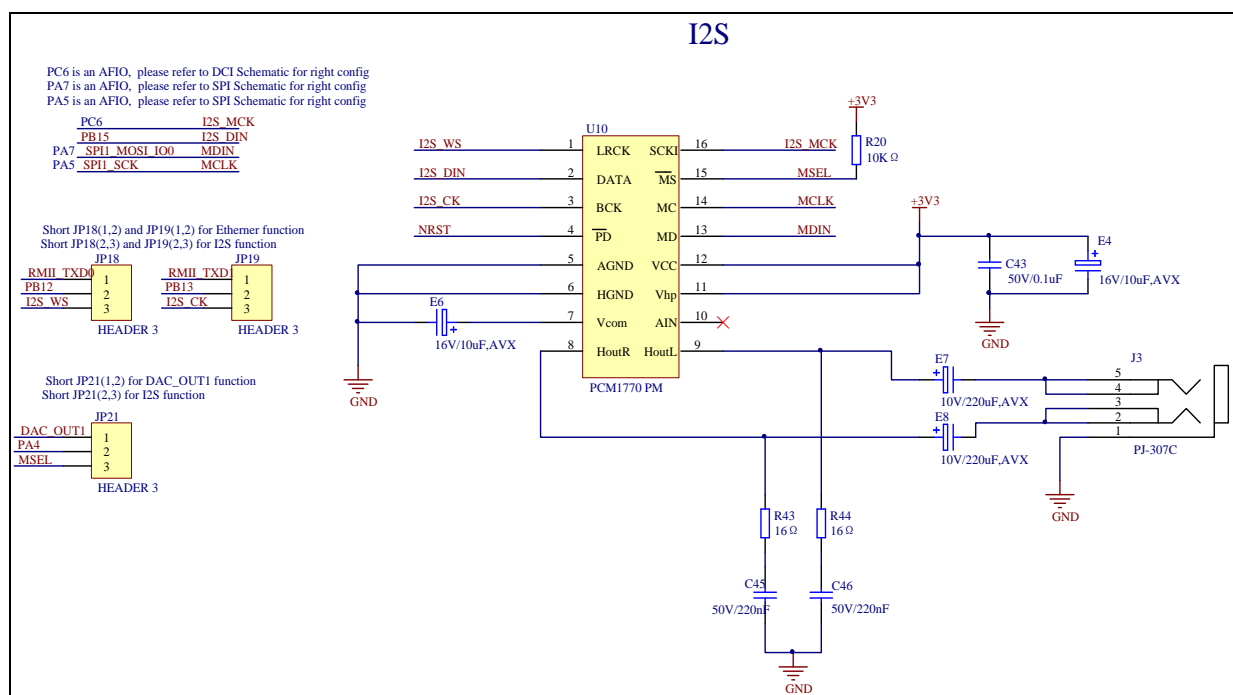 I2S
PC6 is an AFIO, please refer to DCI Schematic for right config
PA7 is an AFIO, please refer to SPI Schematic for right config
PA5 is an AFIO, please refer to SPI Schematic for right config
PC6 I2S_MCK
PB15 I2S_DIN
PA7 SPI1_MOSI_IO0 MDIN
PA5 SPI1_SCK MCLK
Short JP18(1,2) and JP19(1,2) for Etherner function
Short JP18(2,3) and JP19(2,3) for I2S function
JP18
RMII_TXD0 1
PB12 2
I2S_WS 3
HEADER 3
JP19
RMII_TXD1 1
PB13 2
I2S_CK 3
HEADER 3
Short JP21(1,2) for DAC_OUT1 function
Short JP21(2,3) for I2S function
JP21
DAC_OUT1 1
PA4 2
MSEL 3
HEADER 3
U10
I2S_WS 1 LRCK SCKI 16 I2S_MCK
I2S_DIN 2 DATA MS 15 MSEL
I2S_CK 3 BCK MC 14 MCLK
NRST 4 PD MD 13 MDIN
5 AGND VCC 12
6 HGND Vhp 11
7 Vcom AIN 10
8 HoutR HoutL 9
PCM1770 PM
E6
16V/10uF,AVX
GND
+3V3
R20
10KΩ
+3V3
C43
50V/0.1uF
E4
16V/10uF,AVX
GND
E7
10V/220uF,AVX
E8
10V/220uF,AVX
J3
5
4
3
2
1
PJ-307C
GND
R43
16Ω
R44
16Ω
C45
50V/220nF
C46
50V/220nF
GND